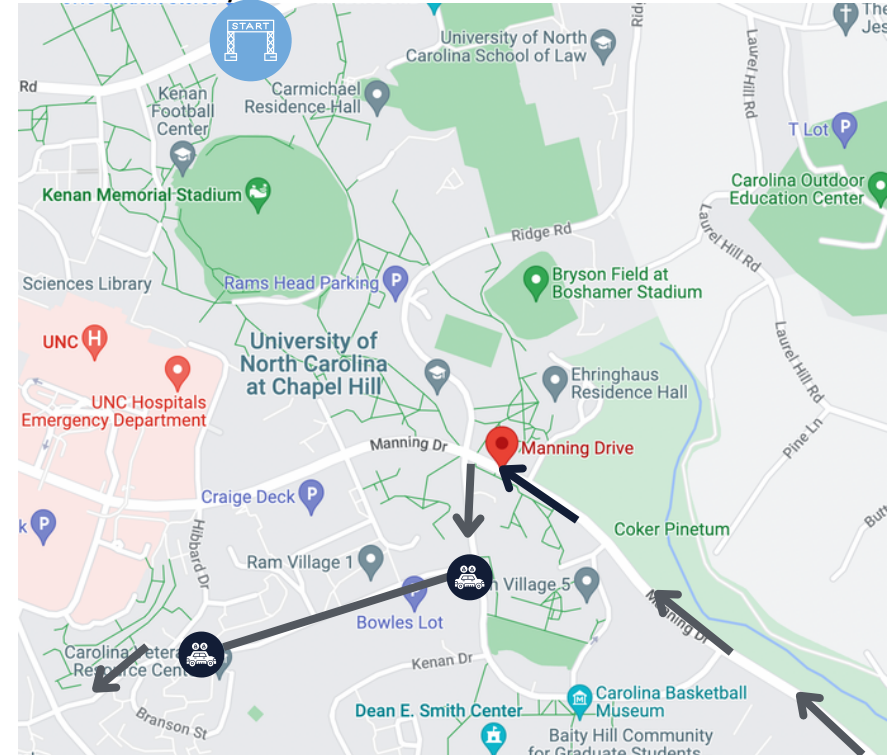 START
University of North
Carolina School of Law
Rd
Kenan
Football
Center
Carmichael
Residence Hall
Laurel Hill Rd
The
Jes
T Lot
P
Kenan Memorial Stadium
Carolina Outdoor
Education Center
Ridge Rd
Laurel Hill Rd
Sciences Library
Rams Head Parking
P
Bryson Field at
Boshamer Stadium
UNC
H
University of
North Carolina
at Chapel Hill
Laurel Hill Rd
UNC Hospitals
Emergency Department
Ehringhaus
Residence Hall
Pine Ln
Manning Dr
Manning Drive
Craige Deck
P
k
P
Coker Pinetum
Hibbard Dr
Ram Village 1
Village 5
P
Bowles Lot
Manning Dr
Kenan Dr
Branson St
Carolina Basketball
Museum
Dean E. Smith Center
Baity Hill Community
for Graduate Students